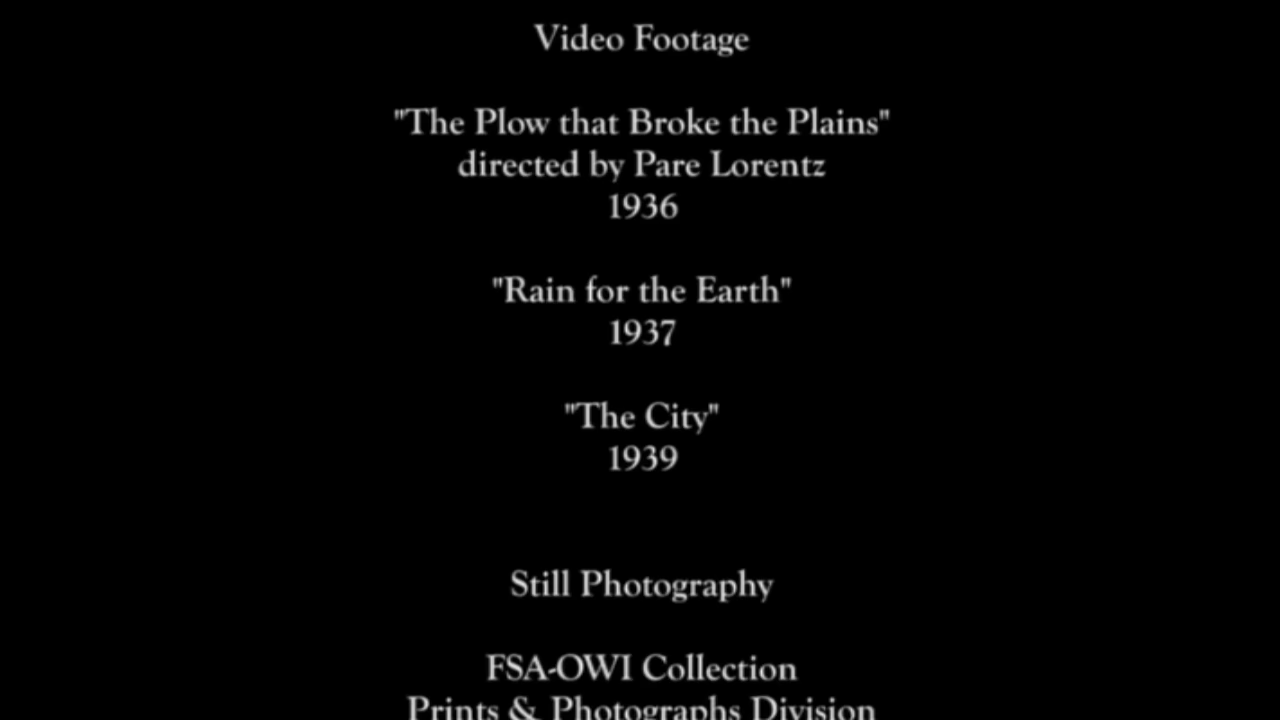 Video Footage
"The Plow that Broke the Plains"
directed by Pare Lorentz
1936
"Rain for the Earth"
1937
"The City"
1939
Still Photography
FSA-OWI Collection
Prints & Photographs Division